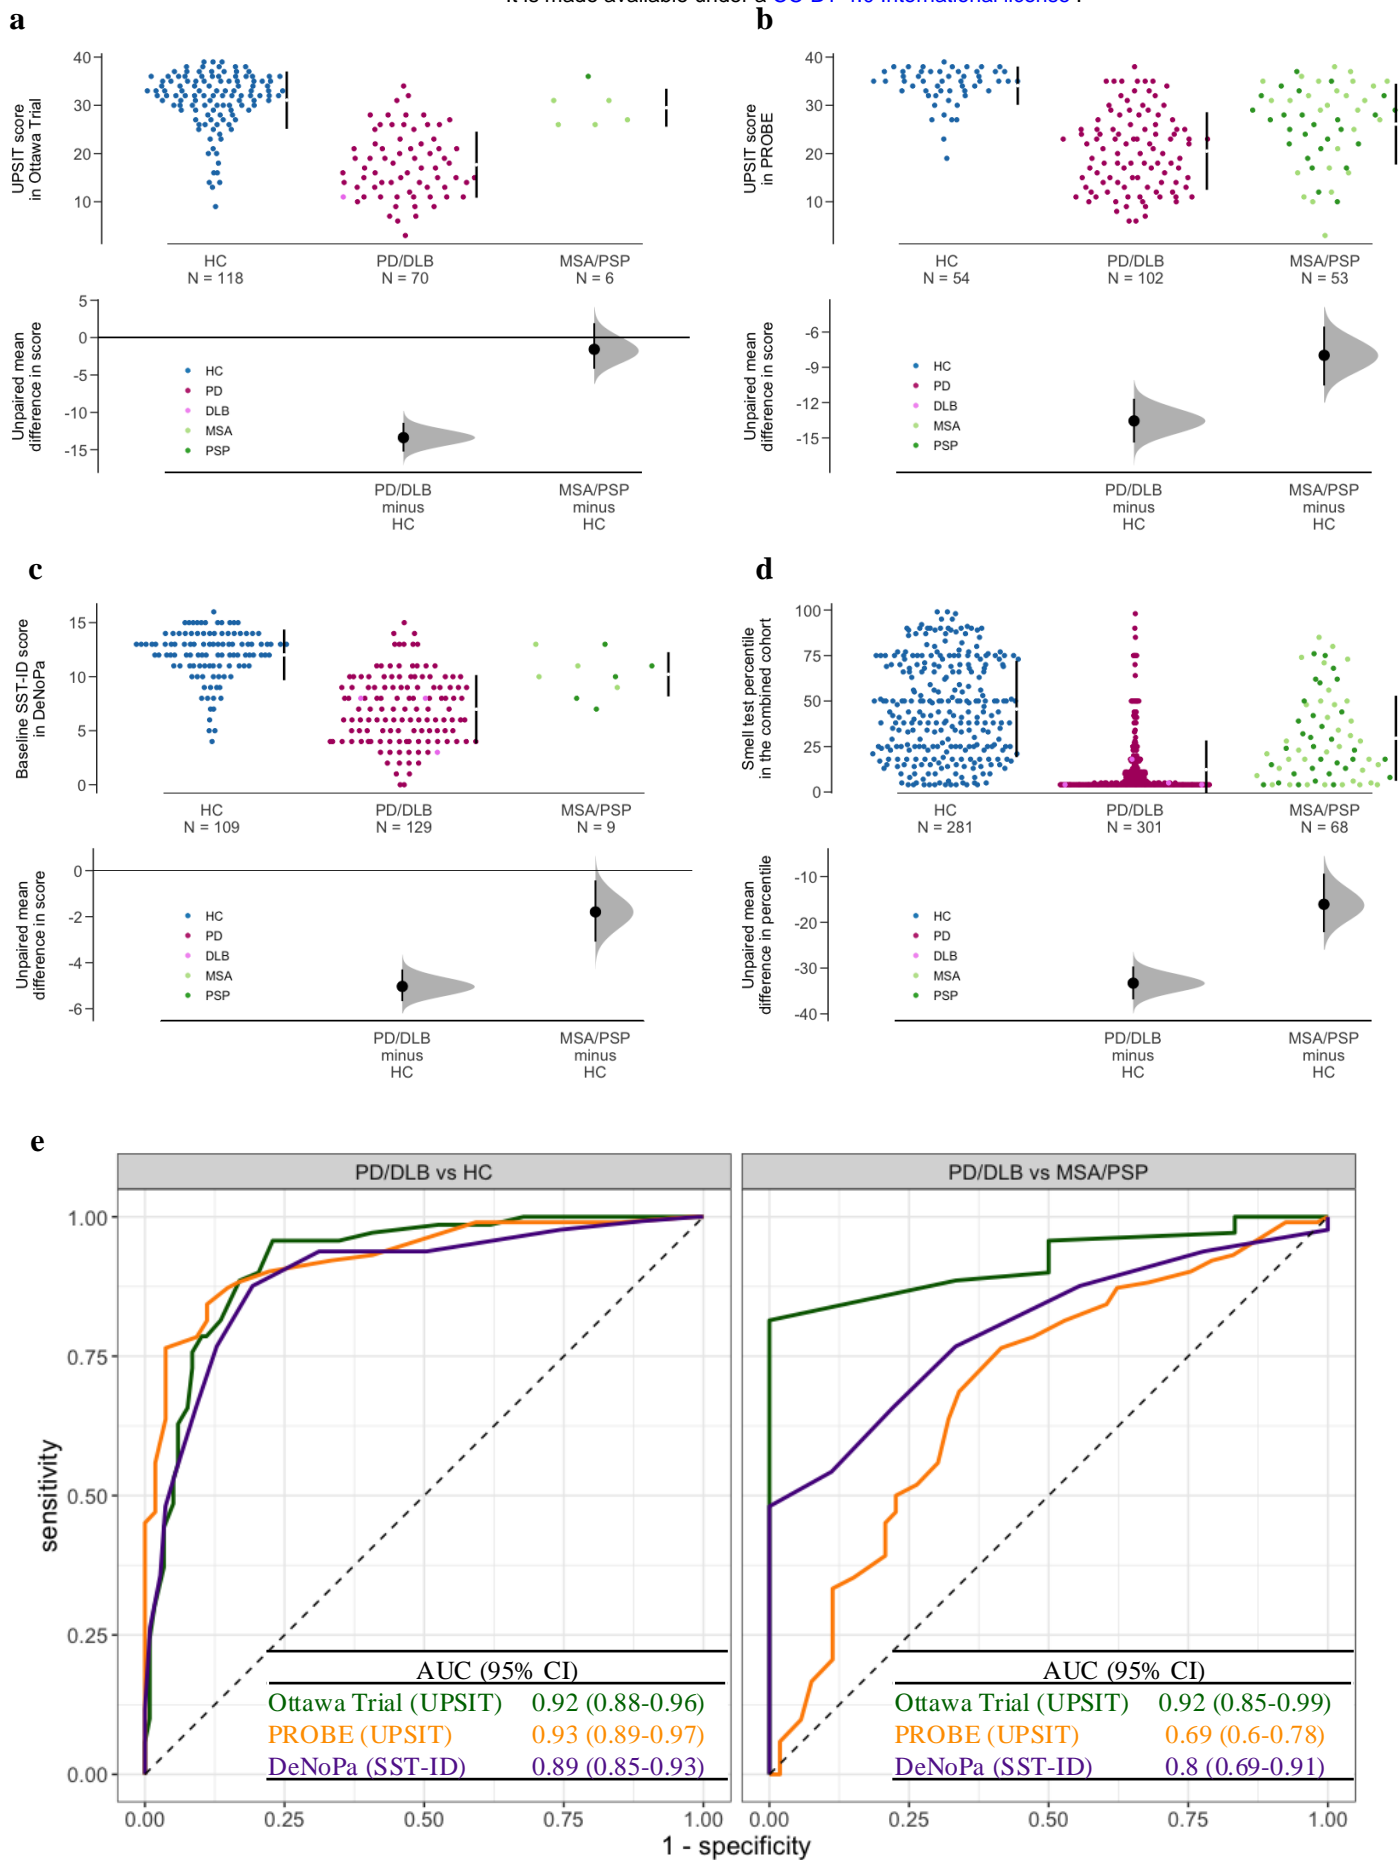 It is made available under a CC-BY 4.0 International license .
a
UPSIT score
in Ottawa Trial
40
30
20
10
HC
N = 118
PD/DLB
N = 70
MSA/PSP
N = 6
Unpaired mean
difference in score
5
0
-5
-10
-15
HC
PD
DLB
MSA
PSP
PD/DLB
minus
HC
MSA/PSP
minus
HC
b
UPSIT score
in PROBE
40
30
20
10
HC
N = 54
PD/DLB
N = 102
MSA/PSP
N = 53
Unpaired mean
difference in score
-6
-9
-12
-15
HC
PD
DLB
MSA
PSP
PD/DLB
minus
HC
MSA/PSP
minus
HC
c
Baseline SST-ID score
in DeNoPa
15
10
5
0
HC
N = 109
PD/DLB
N = 129
MSA/PSP
N = 9
Unpaired mean
difference in score
0
-2
-4
-6
HC
PD
DLB
MSA
PSP
PD/DLB
minus
HC
MSA/PSP
minus
HC
d
Smell test percentile
in the combined cohort
100
75
50
25
0
HC
N = 281
PD/DLB
N = 301
MSA/PSP
N = 68
Unpaired mean
difference in percentile
-10
-20
-30
-40
HC
PD
DLB
MSA
PSP
PD/DLB
minus
HC
MSA/PSP
minus
HC
e
PD/DLB vs HC
PD/DLB vs MSA/PSP
sensitivity
1.00
0.75
0.50
0.25
0.00
AUC (95% CI)
Ottawa Trial (UPSIT) 0.92 (0.88-0.96)
PROBE (UPSIT) 0.93 (0.89-0.97)
DeNoPa (SST-ID) 0.89 (0.85-0.93)
AUC (95% CI)
Ottawa Trial (UPSIT) 0.92 (0.85-0.99)
PROBE (UPSIT) 0.69 (0.6-0.78)
DeNoPa (SST-ID) 0.8 (0.69-0.91)
0.00 0.25 0.50 0.75 1.00
0.00 0.25 0.50 0.75 1.00
1 - specificity